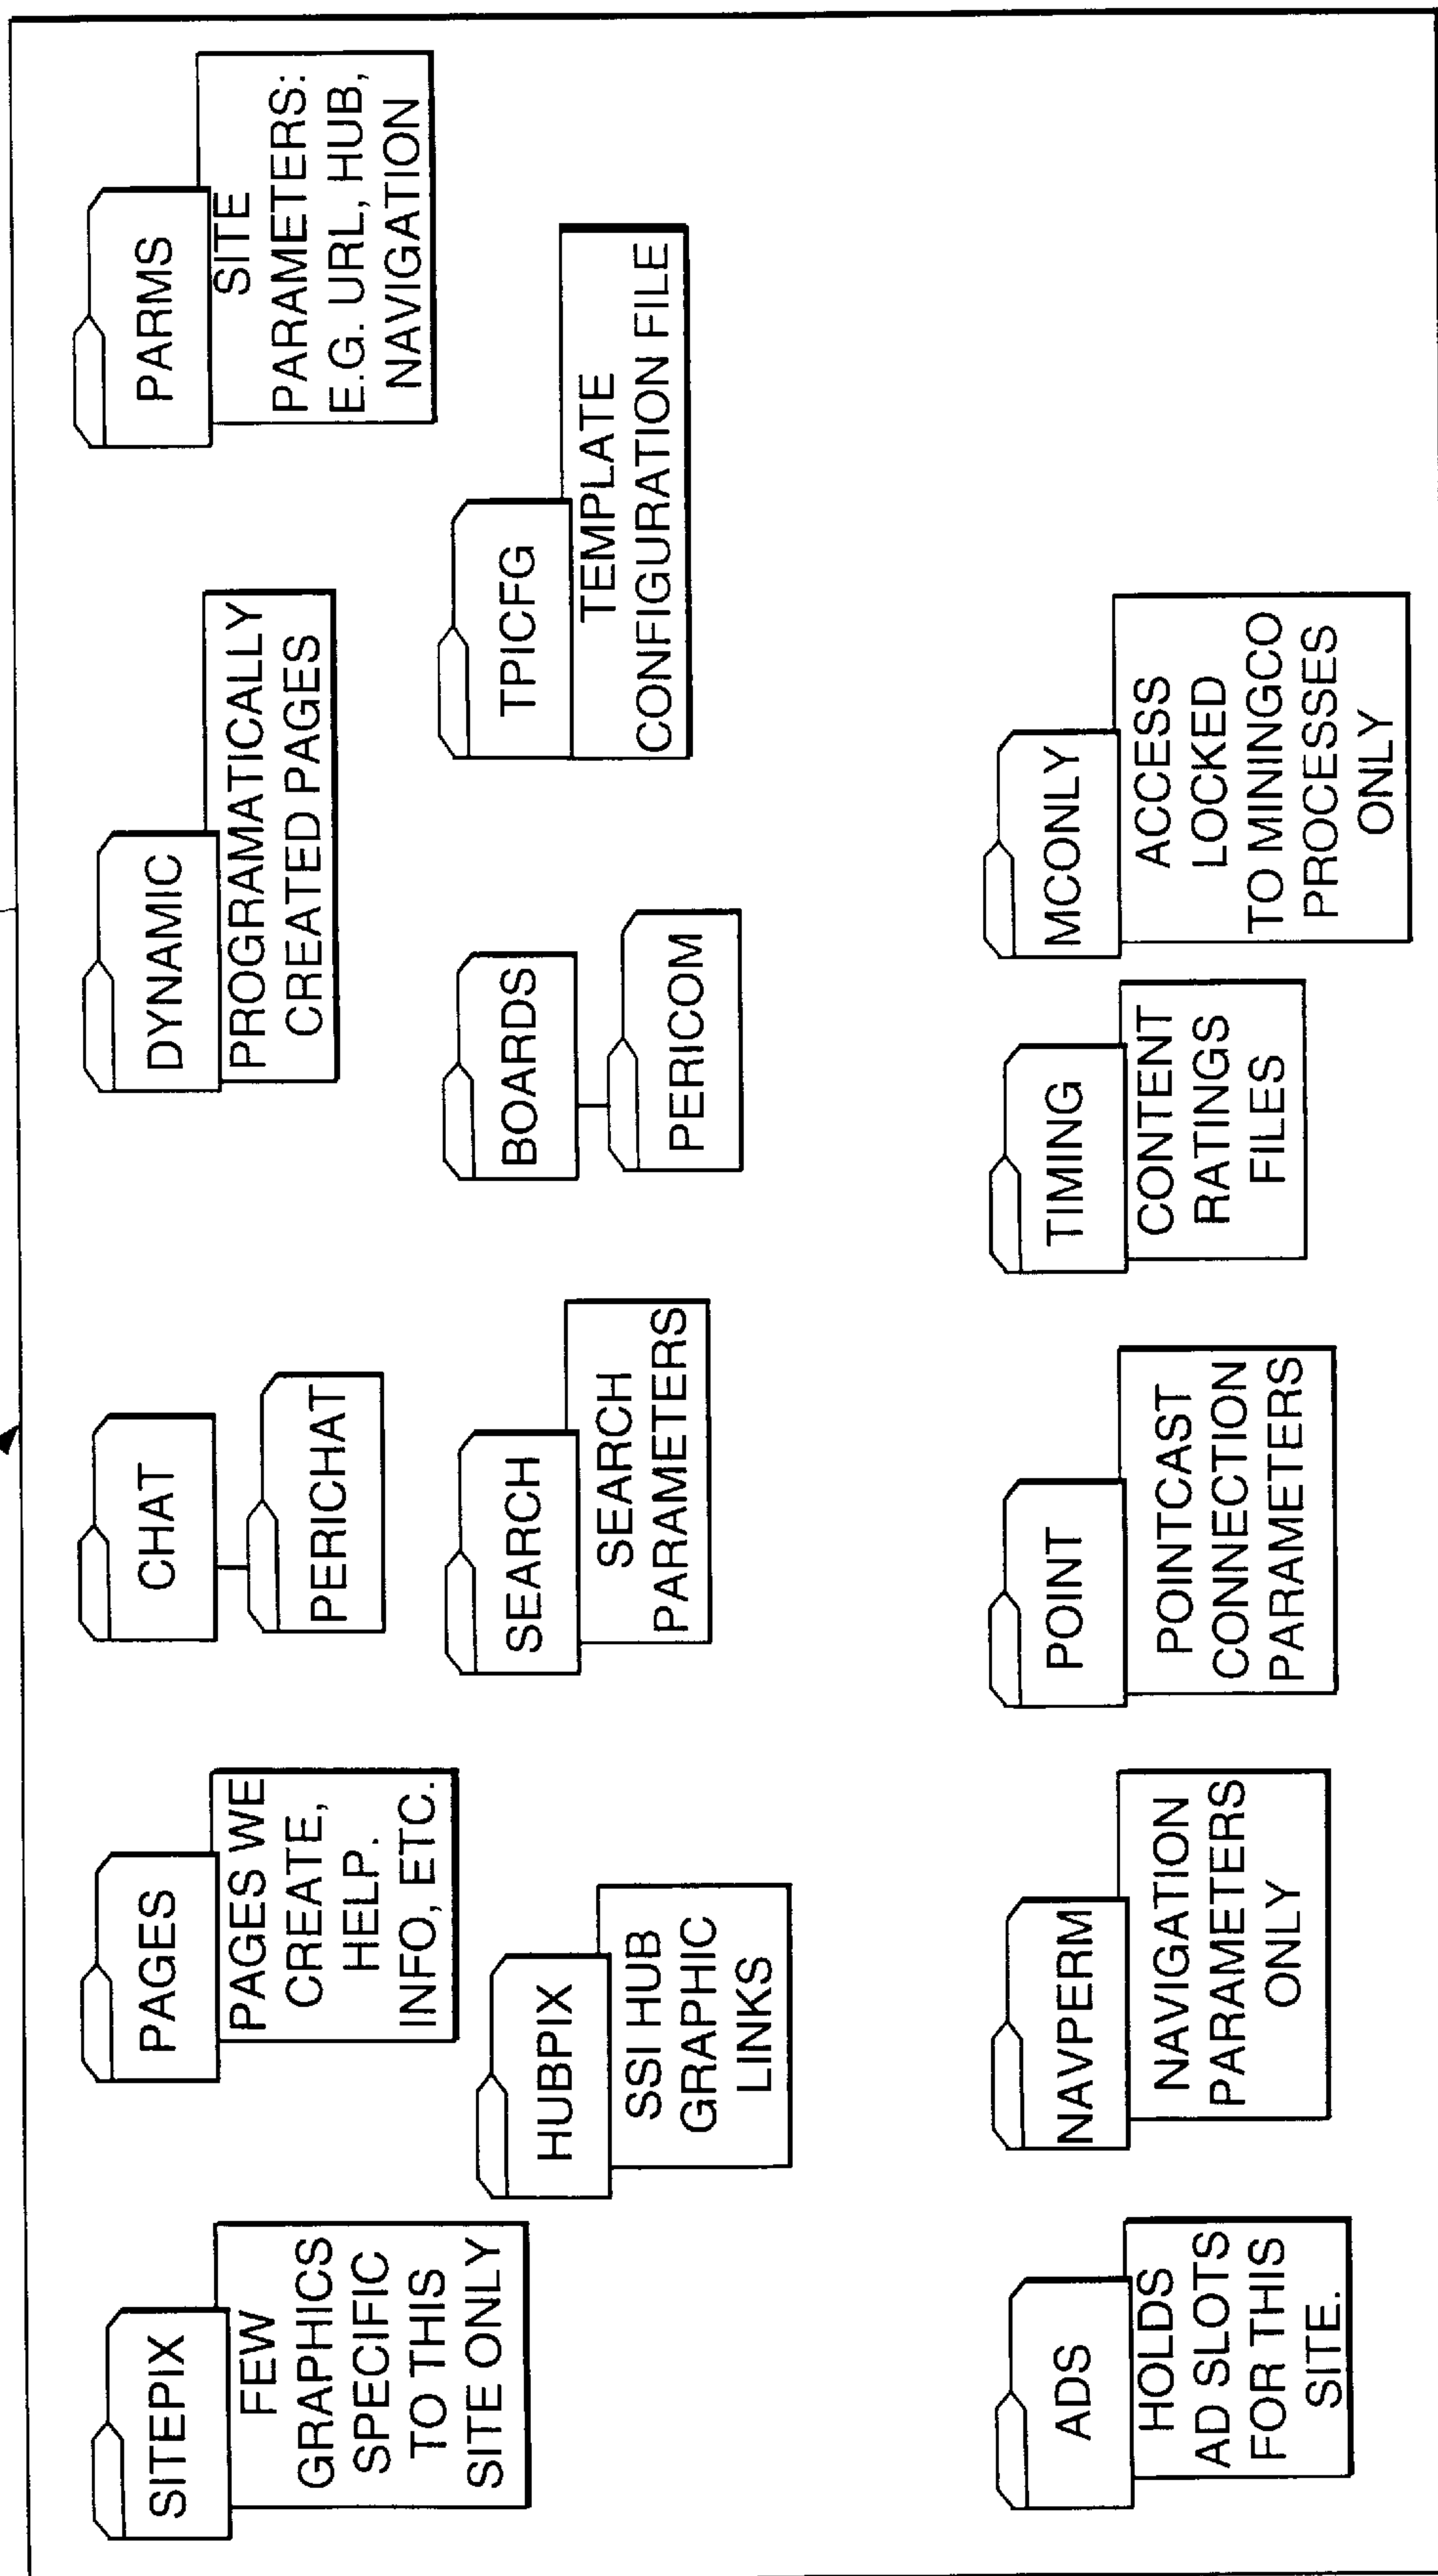 SITEPIX
FEW
GRAPHICS
SPECIFIC
TO THIS
SITE ONLY
PAGES
PAGES WE
CREATE,
HELP.
INFO, ETC.
CHAT
PERICHAT
DYNAMIC
PROGRAMATICALLY
CREATED PAGES
PARMS
SITE
PARAMETERS:
E.G. URL, HUB,
NAVIGATION
HUBPIX
SSI HUB
GRAPHIC
LINKS
SEARCH
SEARCH
PARAMETERS
BOARDS
PERICOM
TPICFG
TEMPLATE
CONFIGURATION FILE
ADS
HOLDS
AD SLOTS
FOR THIS
SITE.
NAVPERM
NAVIGATION
PARAMETERS
ONLY
POINT
POINTCAST
CONNECTION
PARAMETERS
TIMING
CONTENT
RATINGS
FILES
MCONLY
ACCESS
LOCKED
TO MININGCO
PROCESSES
ONLY